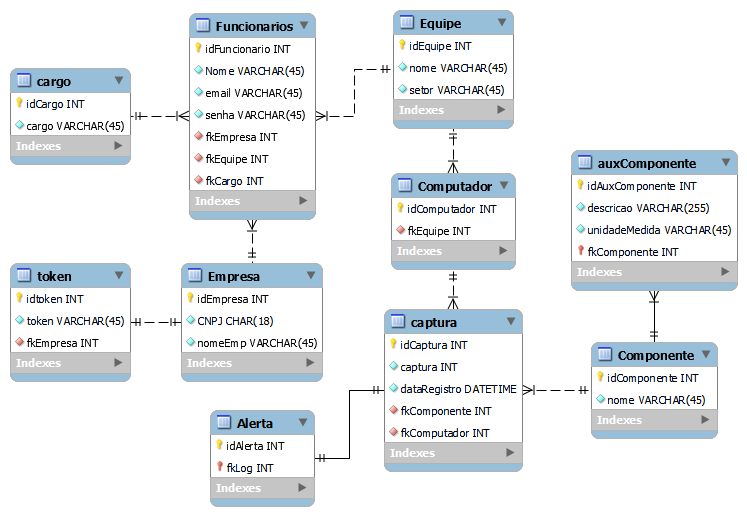 cargo
idCargo INT
cargo VARCHAR(45)
Indexes
Funcionarios
idFuncionario INT
Nome VARCHAR(45)
email VARCHAR(45)
senha VARCHAR(45)
fkEmpresa INT
fkEquipe INT
fkCargo INT
Indexes
Equipe
idEquipe INT
nome VARCHAR(45)
setor VARCHAR(45)
Indexes
Computador
idComputador INT
fkEquipe INT
Indexes
auxComponente
idAuxComponente INT
descricao VARCHAR(255)
unidadeMedida VARCHAR(45)
fkComponente INT
Indexes
token
idtoken INT
token VARCHAR(45)
fkEmpresa INT
Indexes
Empresa
idEmpresa INT
CNPJ CHAR(18)
nomeEmp VARCHAR(45)
Indexes
captura
idCaptura INT
captura INT
dataRegistro DATETIME
fkComponente INT
fkComputador INT
Indexes
Componente
idComponente INT
nome VARCHAR(45)
Indexes
Alerta
idAlerta INT
fkLog INT
Indexes